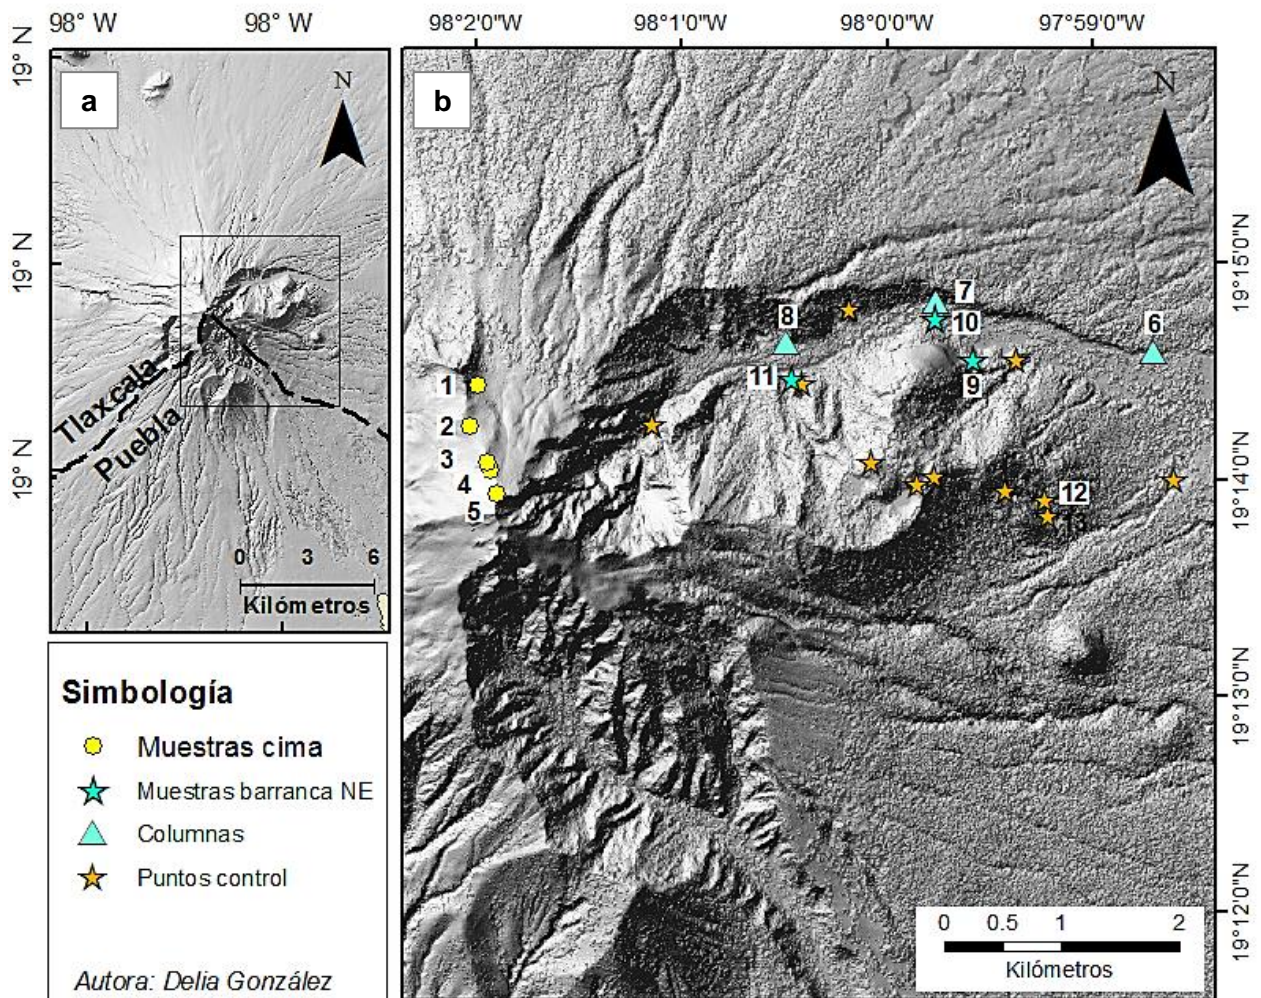 98° W
98° W
98°2'0"W
98°1'0"W
98°0'0"W
97°59'0"W
19° N
19° N
19° N
a
N
Tlaxcala
Puebla
0 3 6
Kilómetros
b
N
19°15'0"N
19°14'0"N
19°13'0"N
19°12'0"N
1
2
3
4
5
6
7
8
9
10
11
12
13
0 0.5 1 2
Kilómetros
Simbología
Muestras cima
Muestras barranca NE
Columnas
Puntos control
Autora: Delia González